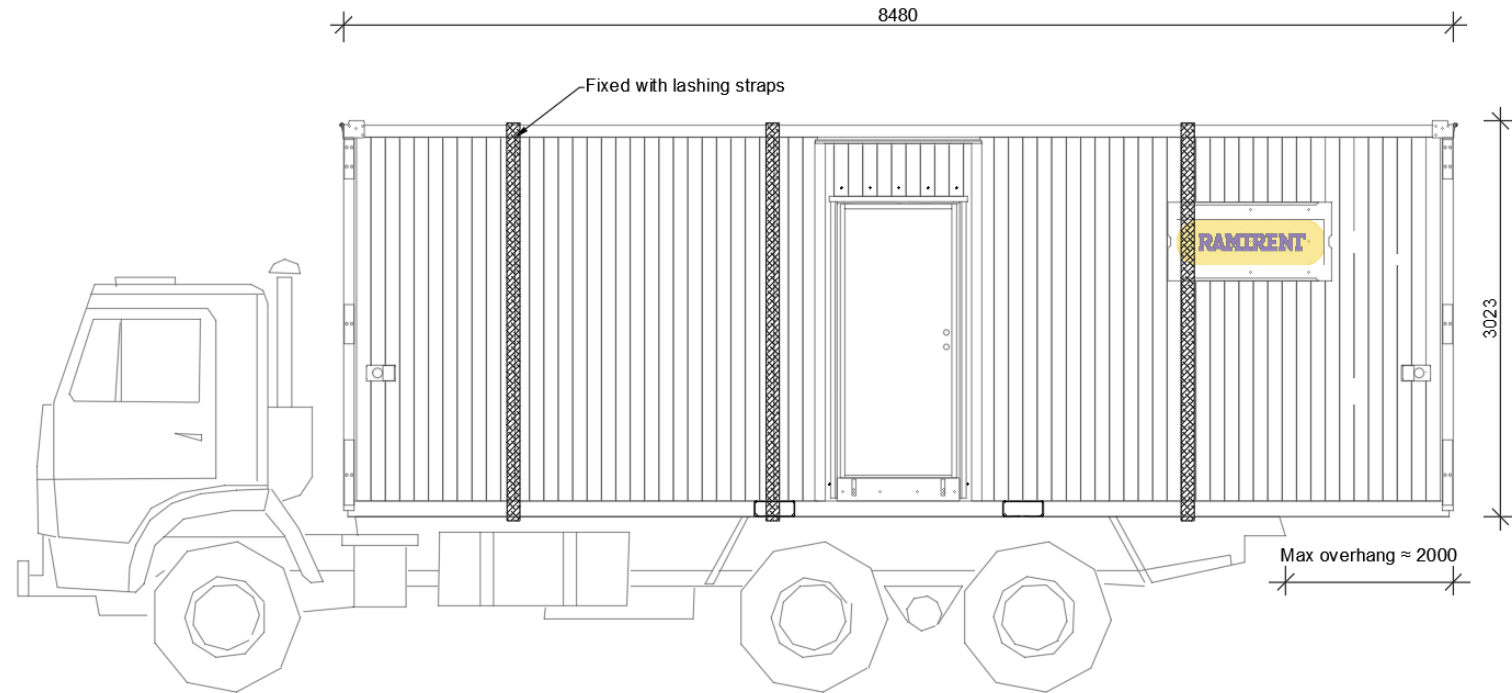 8480
Fixed with lashing straps
RAMIRENT
3023
Max overhang ≈ 2000